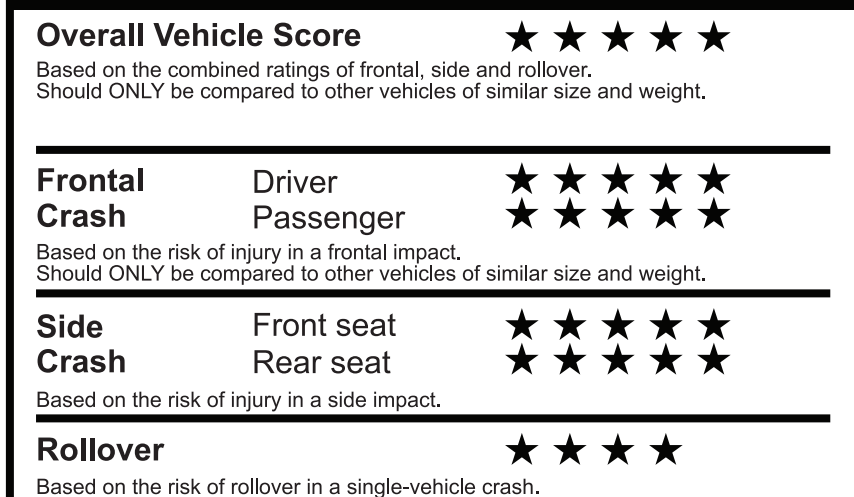 Overall Vehicle Score ★ ★ ★ ★ ★
Based on the combined ratings of frontal, side and rollover.
Should ONLY be compared to other vehicles of similar size and weight.
Frontal Driver ★ ★ ★ ★ ★
Crash Passenger ★ ★ ★ ★ ★
Based on the risk of injury in a frontal impact.
Should ONLY be compared to other vehicles of similar size and weight.
Side Front seat ★ ★ ★ ★ ★
Crash Rear seat ★ ★ ★ ★ ★
Based on the risk of injury in a side impact.
Rollover ★ ★ ★ ★
Based on the risk of rollover in a single-vehicle crash.